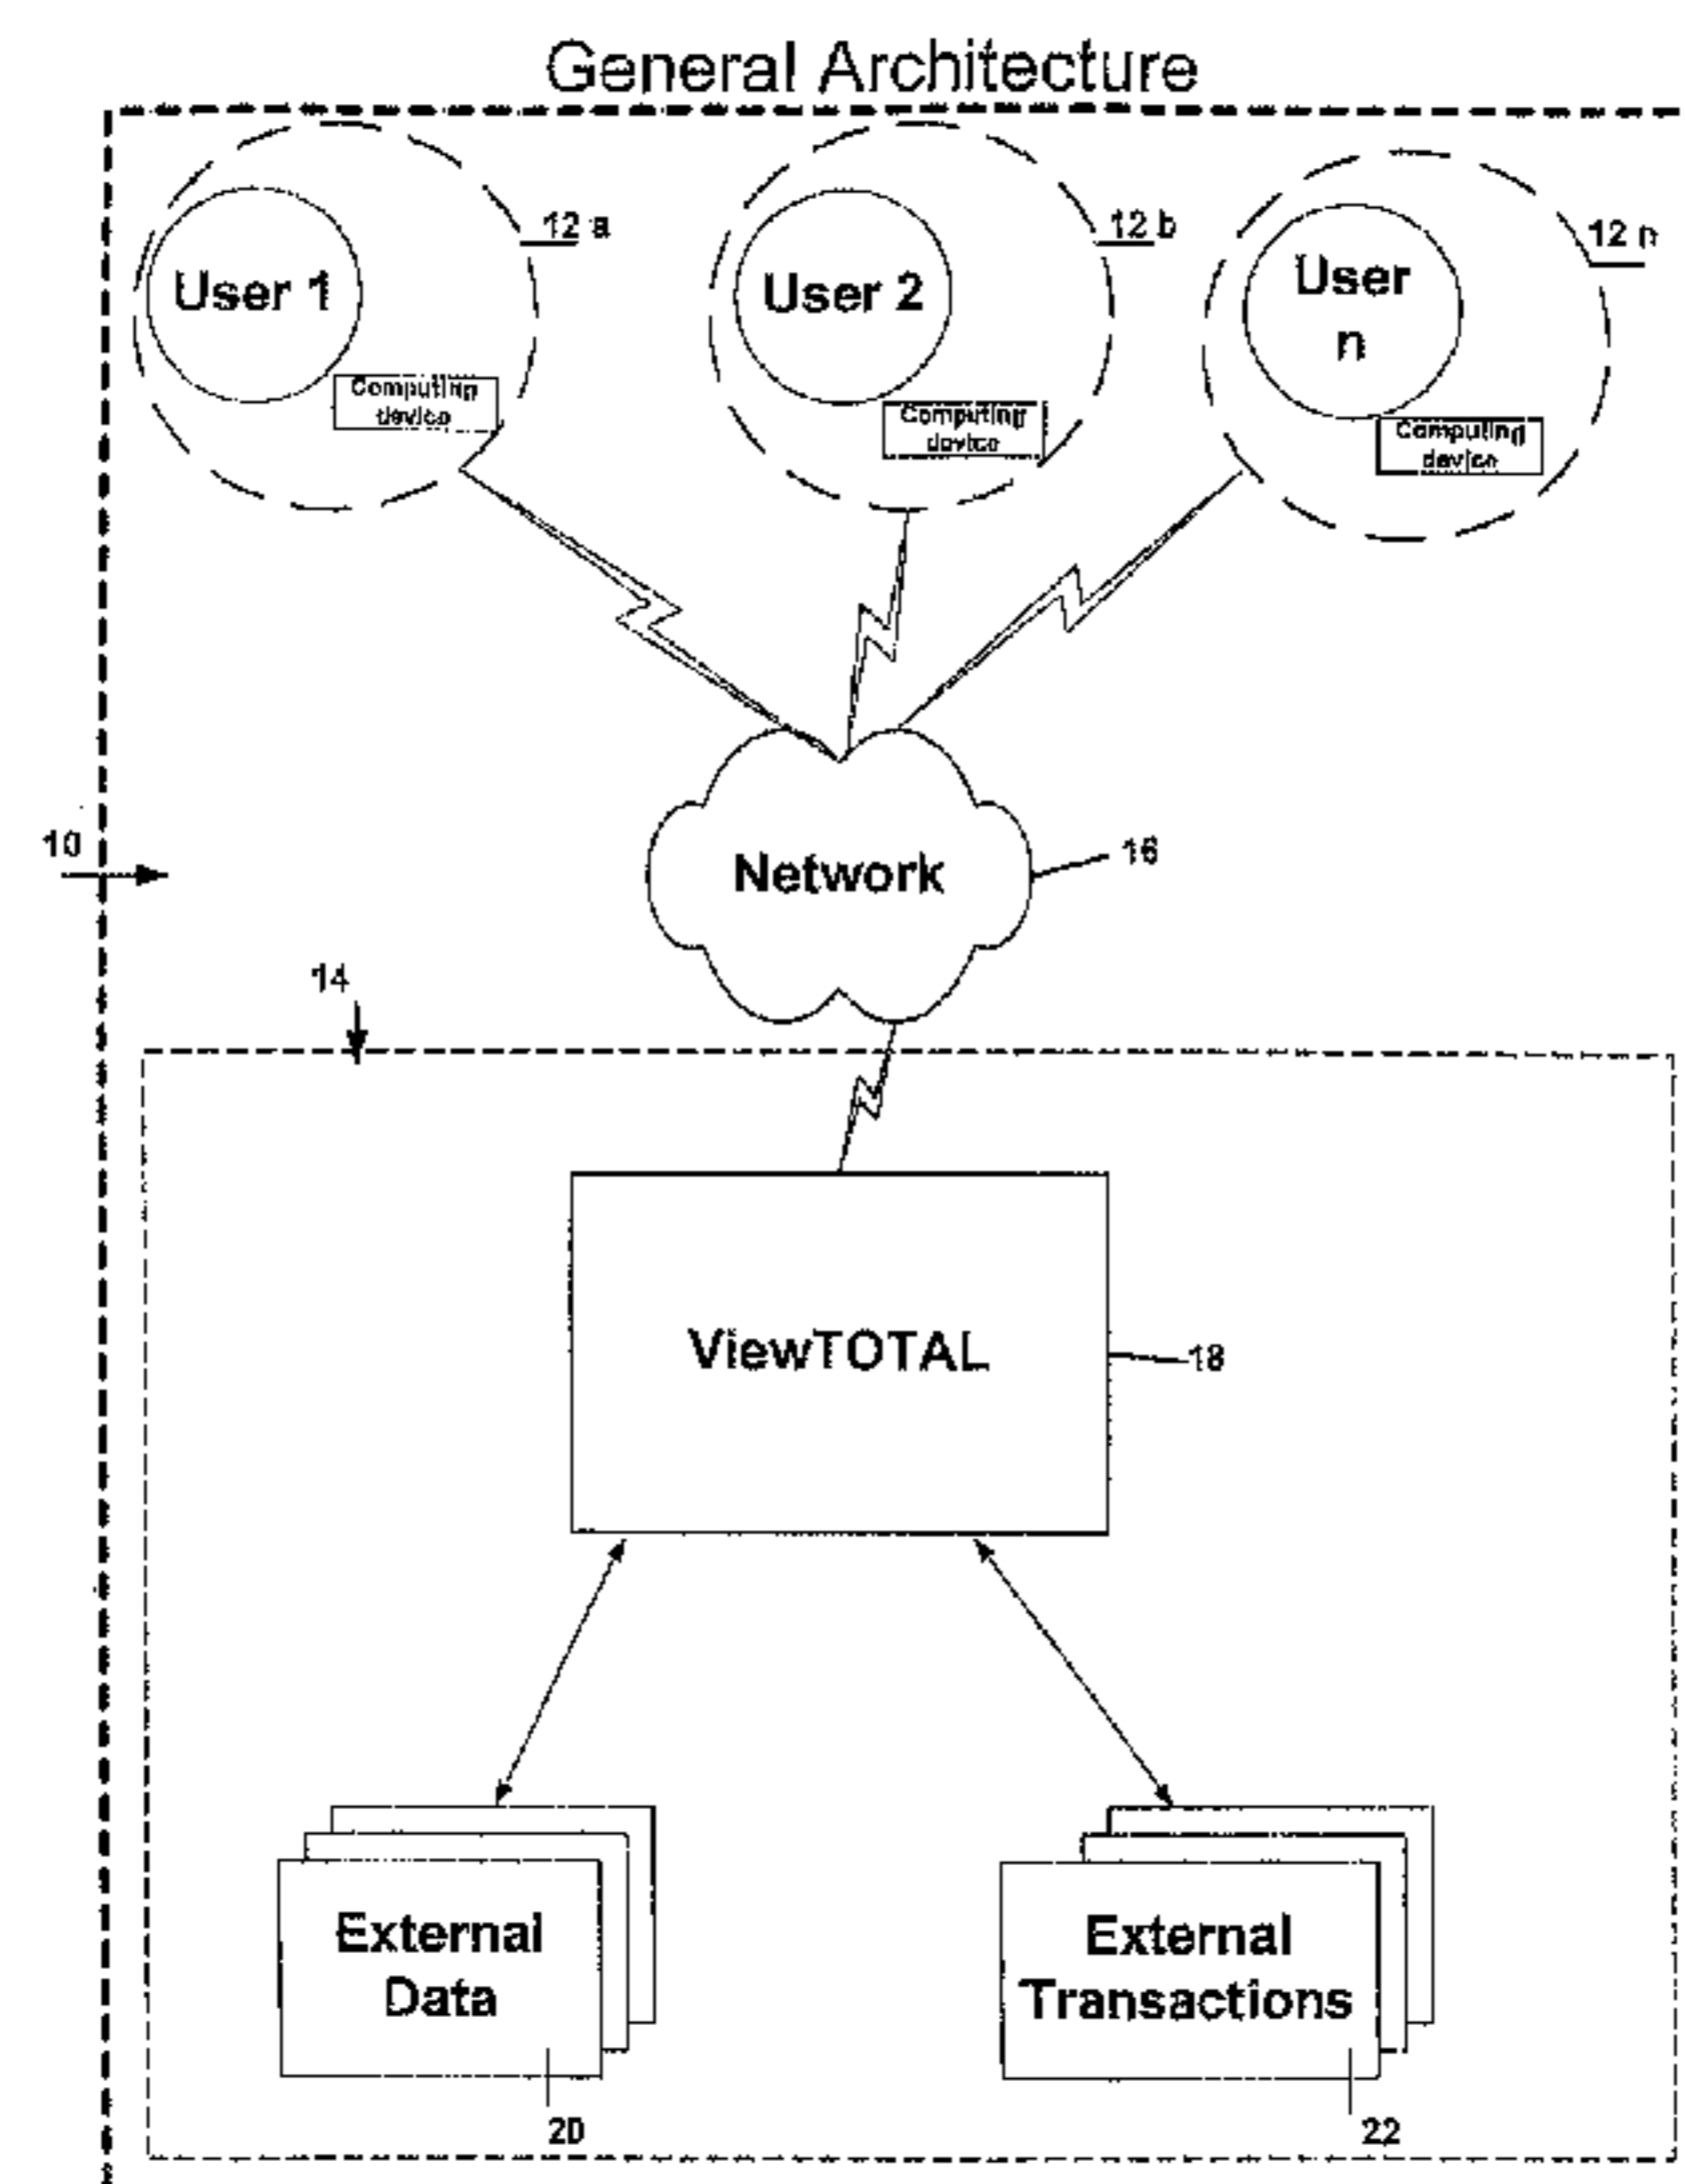 General Architecture
12 a
12 b
12 n
User 1
User 2
User
n
Computing
device
Computing
device
Computing
device
10
Network
16
14
ViewTOTAL
18
External
Data
External
Transactions
20
22